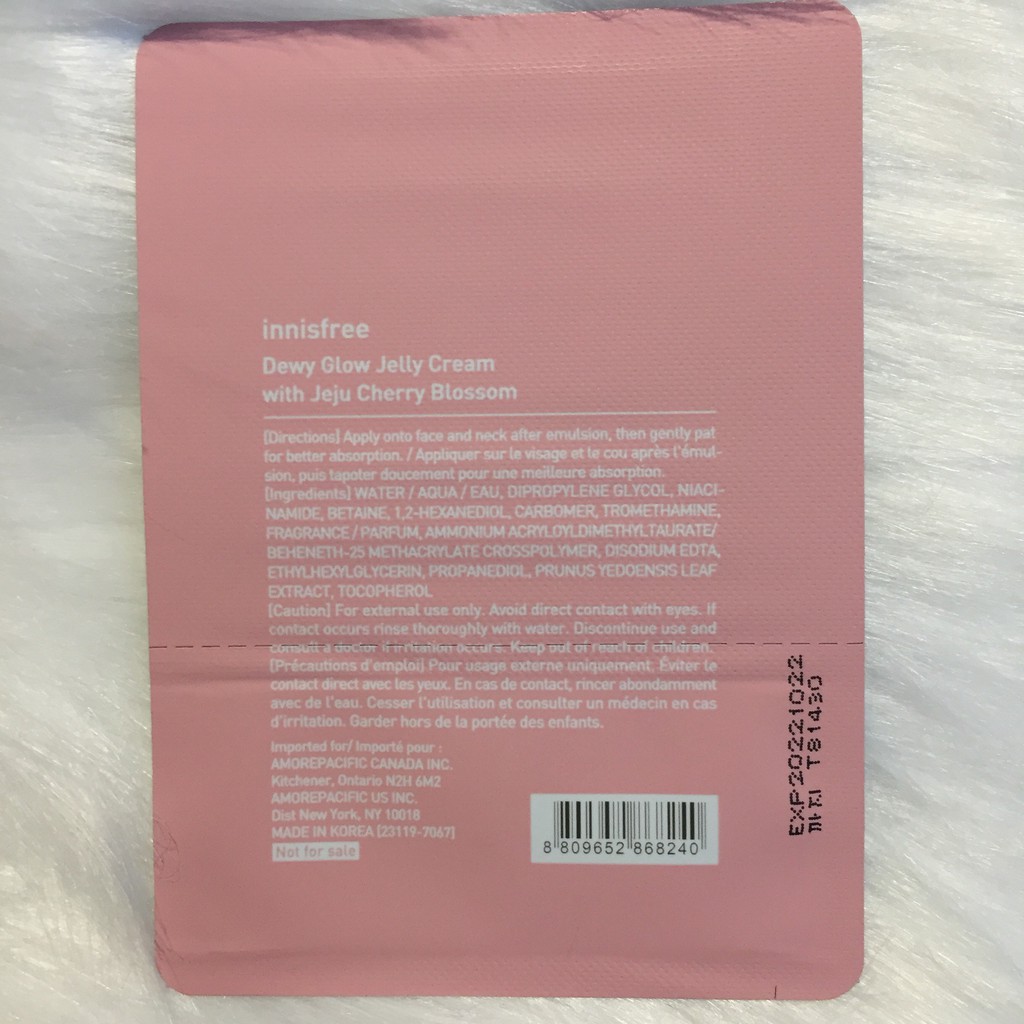 innisfree
Dewy Glow Jelly Cream
with Jeju Cherry Blossom
[Directions] Apply onto face and neck after emulsion, then gently pat
for better absorption. / Appliquer sur le visage et le cou après l'émul-
sion, puis tapoter doucement pour une meilleure absorption.
[Ingredients] WATER / AQUA / EAU, DIPROPYLENE GLYCOL, NIACI-
NAMIDE, BETAINE, 1,2-HEXANEDIOL, CARBOMER, TROMETHAMINE,
FRAGRANCE / PARFUM, AMMONIUM ACRYLOYLDIMETHYLTAURATE/
BEHENETH-25 METHACRYLATE CROSSPOLYMER, DISODIUM EDTA,
ETHYLHEXYLGLYCERIN, PROPANEDIOL, PRUNUS YEDOENSIS LEAF
EXTRACT, TOCOPHEROL
[Caution] For external use only. Avoid direct contact with eyes. If
contact occurs rinse thoroughly with water. Discontinue use and
consult a doctor if irritation occurs. Keep out of reach of children.
[Précautions d'emploi] Pour usage externe uniquement. Éviter le
contact direct avec les yeux. En cas de contact, rincer abondamment
avec de l'eau. Cesser l'utilisation et consulter un médecin en cas
d'irritation. Garder hors de la portée des enfants.
Imported for/ Importé pour :
AMOREPACIFIC CANADA INC.
Kitchener, Ontario N2H 6M2
AMOREPACIFIC US INC.
Dist New York, NY 10018
MADE IN KOREA [23119-7067]
Not for sale
8 809652 868240
EXP20221022
까지 T81430